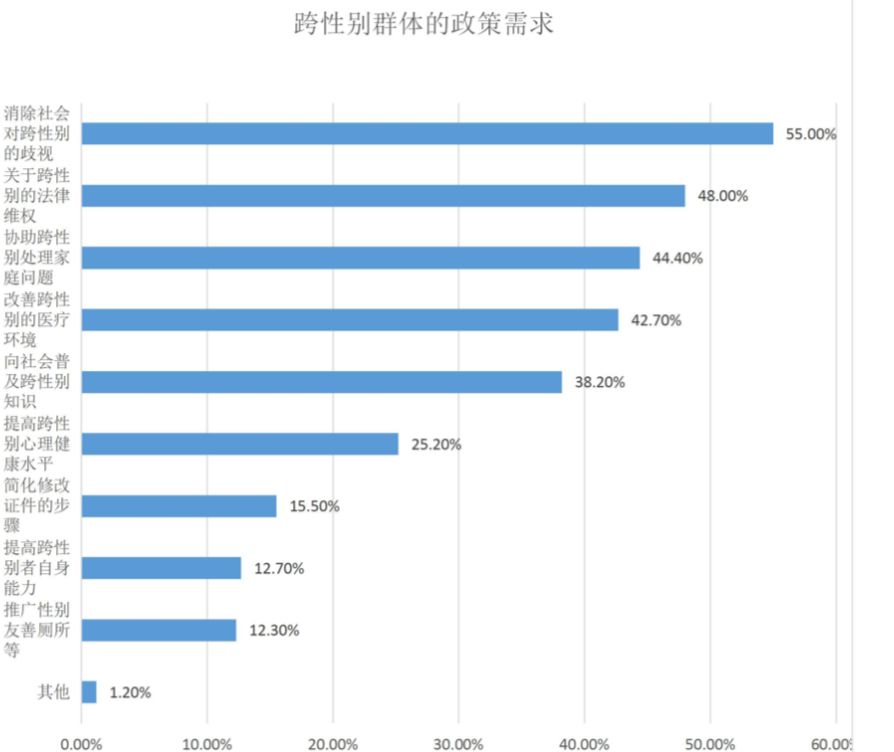 跨性别群体的政策需求
消除社会
对跨性别
的歧视
55.00%
关于跨性
别的法律
维权
48.00%
协助跨性
别处理家
庭问题
44.40%
改善跨性
别的医疗
环境
42.70%
向社会普
及跨性别
知识
38.20%
提高跨性
别心理健
康水平
25.20%
简化修改
证件的步
骤
15.50%
提高跨性
别者自身
能力
12.70%
推广性别
友善厕所
等
12.30%
其他
1.20%
0.00% 10.00% 20.00% 30.00% 40.00% 50.00% 60.00%